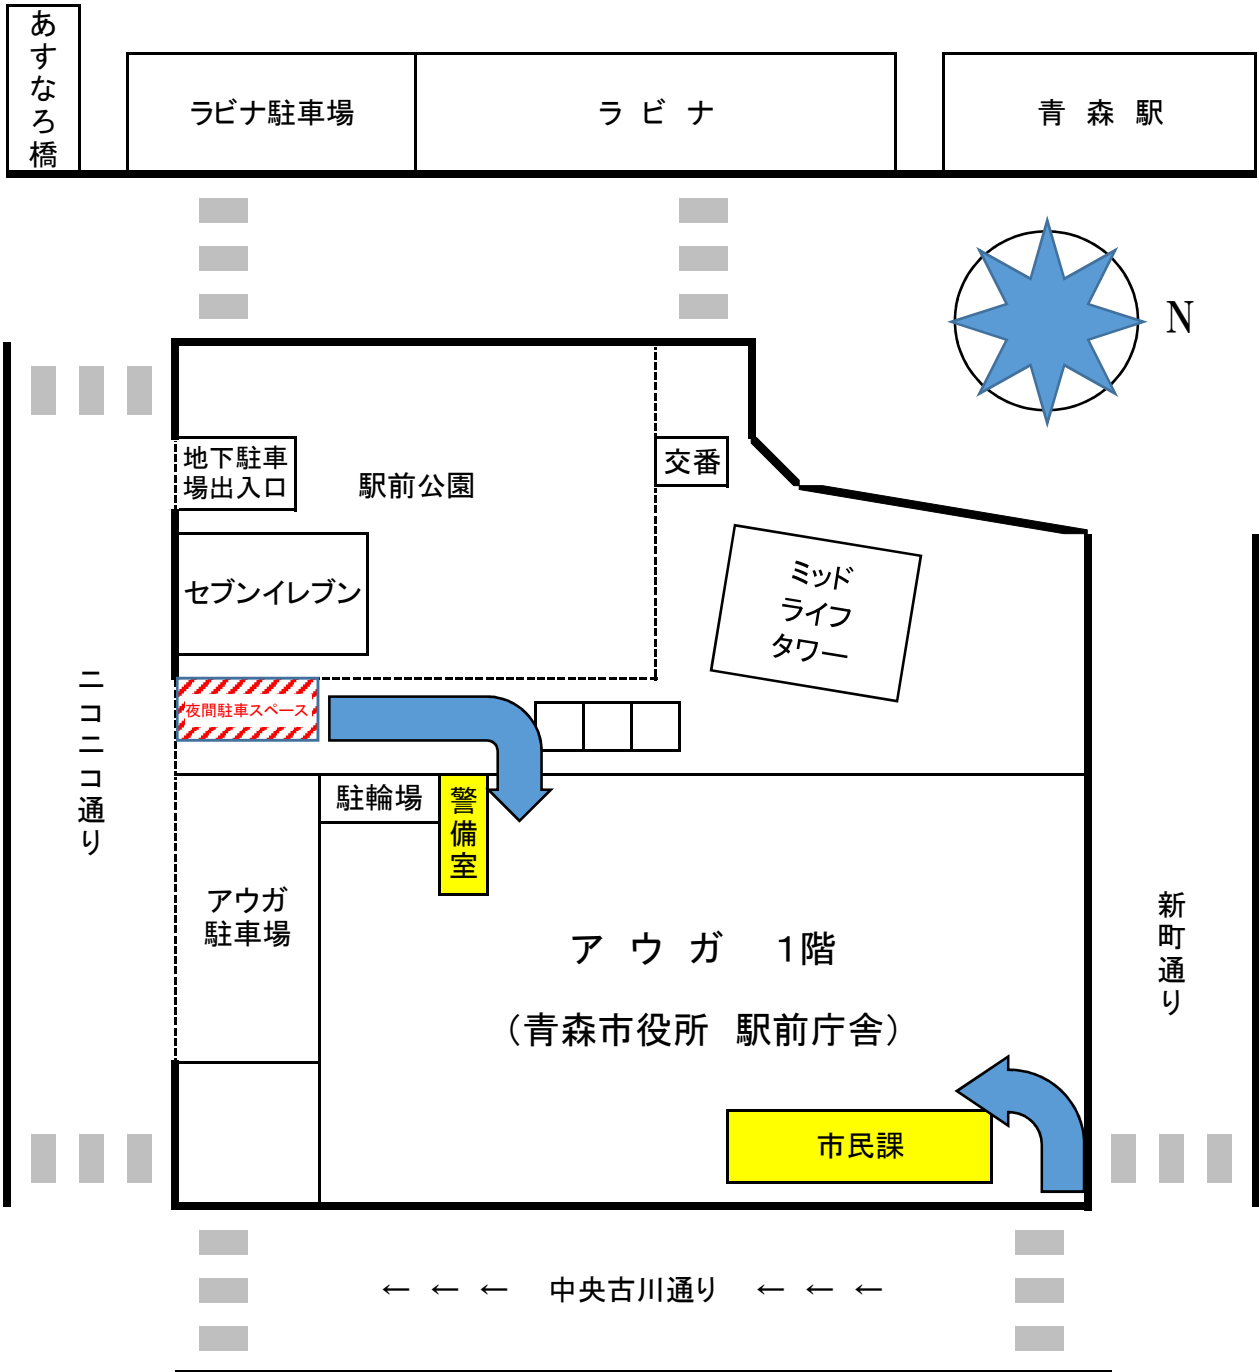 あすなろ橋
ラビナ駐車場
ラ ビ ナ
青 森 駅
N
地下駐車
場出入口
駅前公園
交番
セブンイレブン
ミッド
ライフ
タワー
ニコニコ通り
夜間駐車スペース
駐輪場
警備室
アウガ
駐車場
ア ウ ガ　1階
（青森市役所　駅前庁舎）
新町通り
市民課
← ← ←　中央古川通り　← ← ←